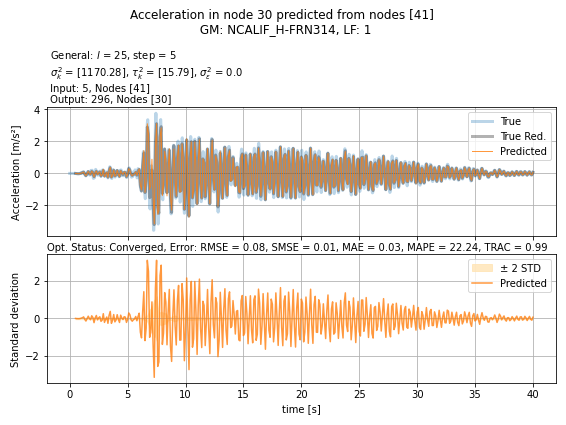 Acceleration in node 30 predicted from nodes [41]
GM: NCALIF_H-FRN314, LF: 1
General: l = 25, step = 5
σ²ₖ = [1170.28], τ²ₖ = [15.79], σ²ε = 0.0
Input: 5, Nodes [41]
Output: 296, Nodes [30]
Acceleration [m/s²]
4
2
0
−2
True
True Red.
Predicted
Opt. Status: Converged, Error: RMSE = 0.08, SMSE = 0.01, MAE = 0.03, MAPE = 22.24, TRAC = 0.99
Standard deviation
2
0
−2
± 2 STD
Predicted
0 5 10 15 20 25 30 35 40
time [s]